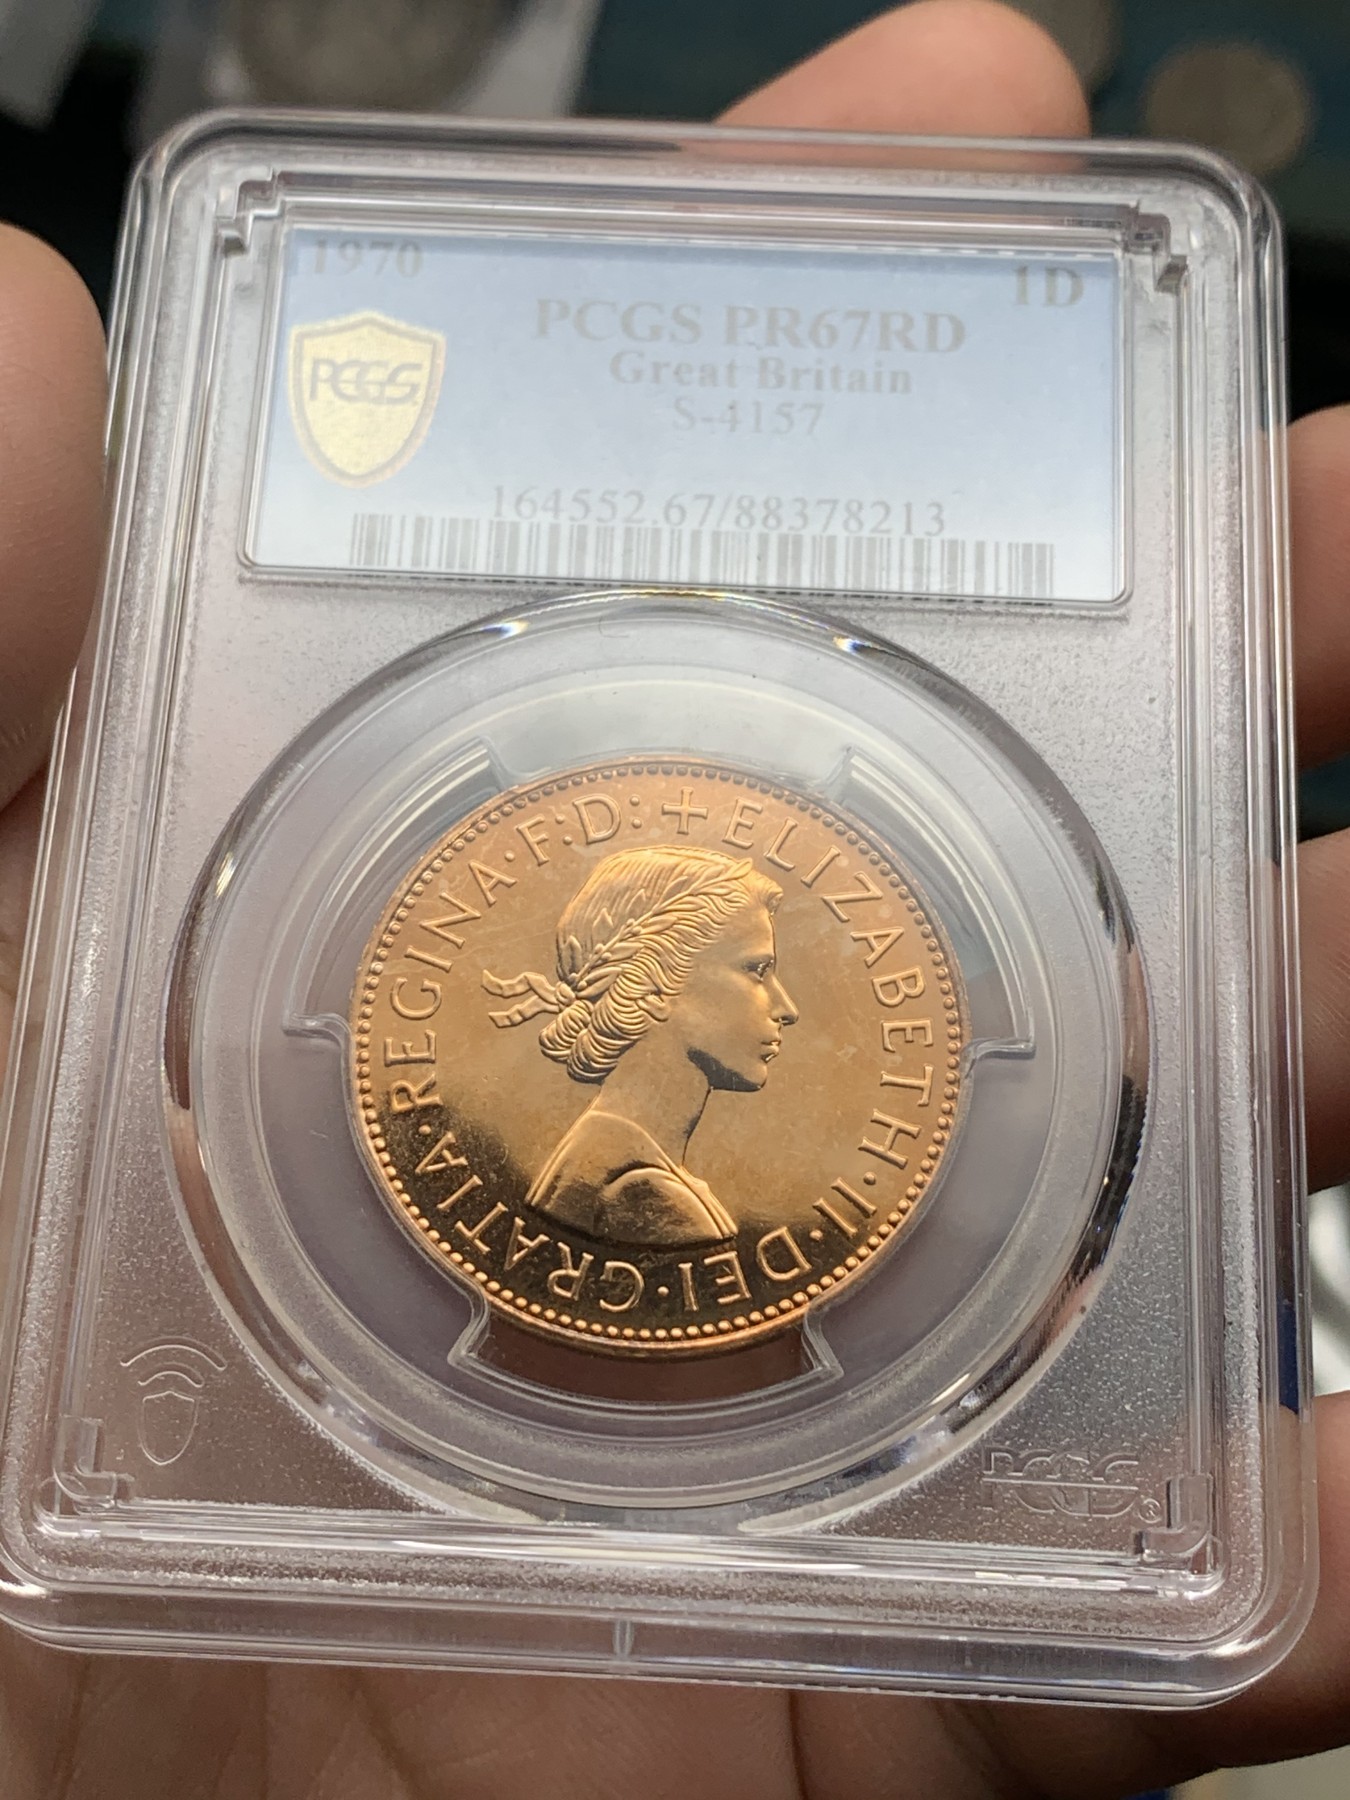 1970
1D
PCGS PR67RD
Great Britain
S-4157
PCGS
164552.67/88378213
+ ELIZABETH · II · DEI · GRATIA · REGINA · F:D:
PCGS®